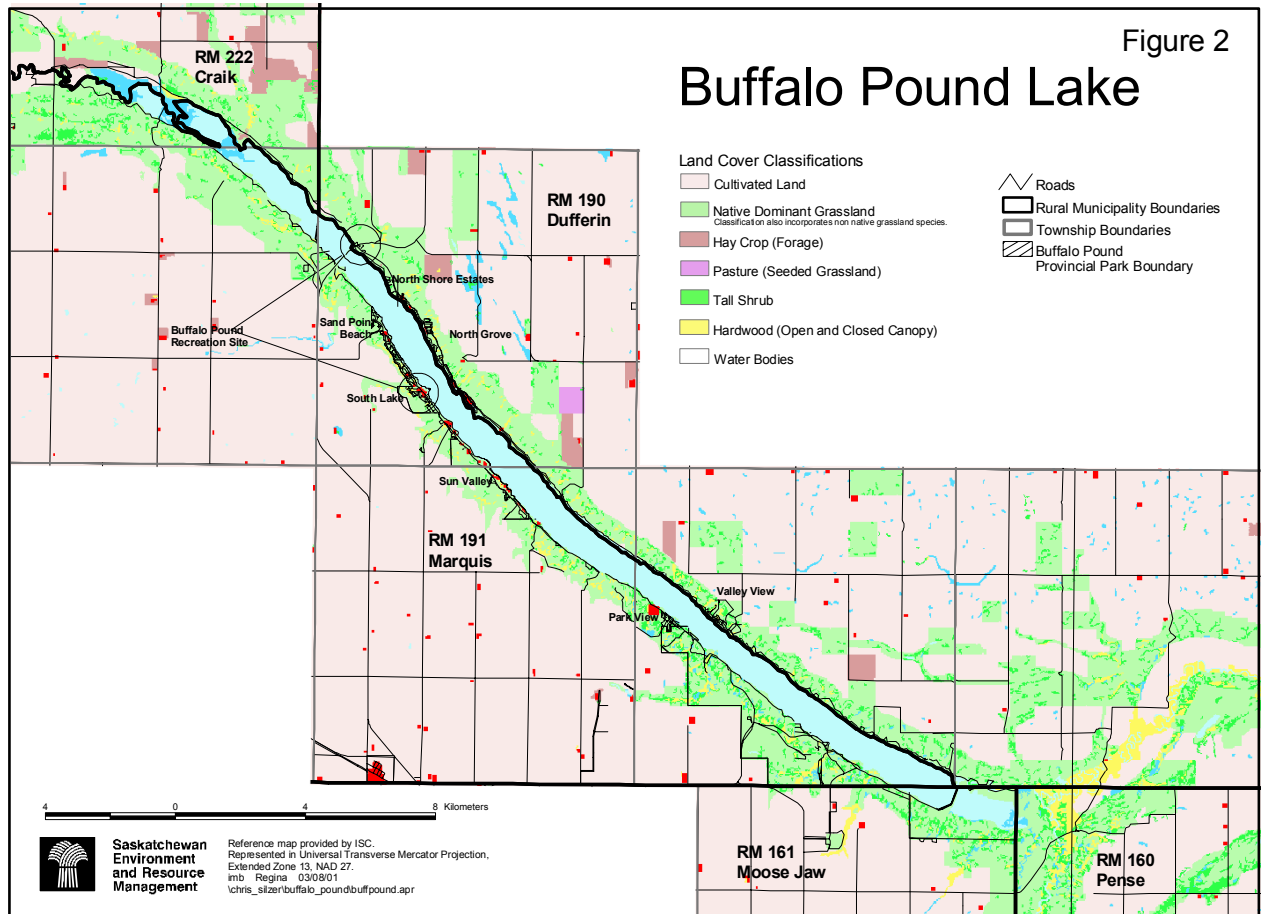 Figure 2
Buffalo Pound Lake
RM 222
Craik
RM 190
Dufferin
Land Cover Classifications
Cultivated Land
Native Dominant Grassland
Classification also incorporates non native grassland species.
Hay Crop (Forage)
Pasture (Seeded Grassland)
Tall Shrub
Hardwood (Open and Closed Canopy)
Water Bodies
Roads
Rural Municipality Boundaries
Township Boundaries
Buffalo Pound
Provincial Park Boundary
North Shore Estates
Sand Point
Beach
North Grove
Buffalo Pound
Recreation Site
South Lake
Sun Valley
RM 191
Marquis
Valley View
Park View
4 0 4 8 Kilometers
Saskatchewan
Environment
and Resource
Management
Reference map provided by ISC.
Represented in Universal Transverse Mercator Projection,
Extended Zone 13, NAD 27.
imb Regina 03/08/01
\chris_silzer\buffalo_pound\buffpound.apr
RM 161
Moose Jaw
RM 160
Pense